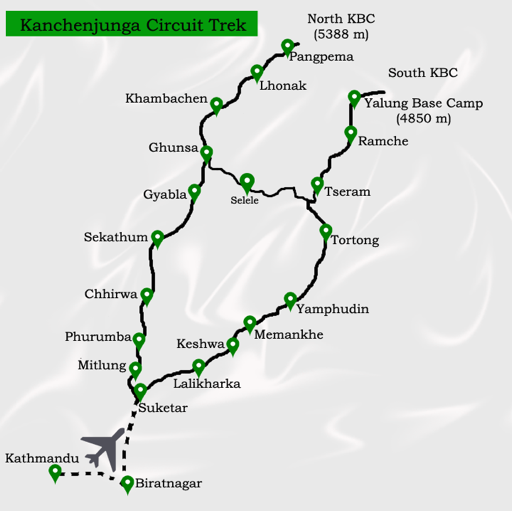 Kanchenjunga Circuit Trek
North KBC
(5388 m)
Pangpema
Lhonak
South KBC
Khambachen
Yalung Base Camp
(4850 m)
Ramche
Ghunsa
Gyabla
Selele
Tseram
Sekathum
Tortong
Chhirwa
Yamphudin
Memankhe
Phurumba
Keshwa
Mitlung
Lalikharka
Suketar
Kathmandu
Biratnagar